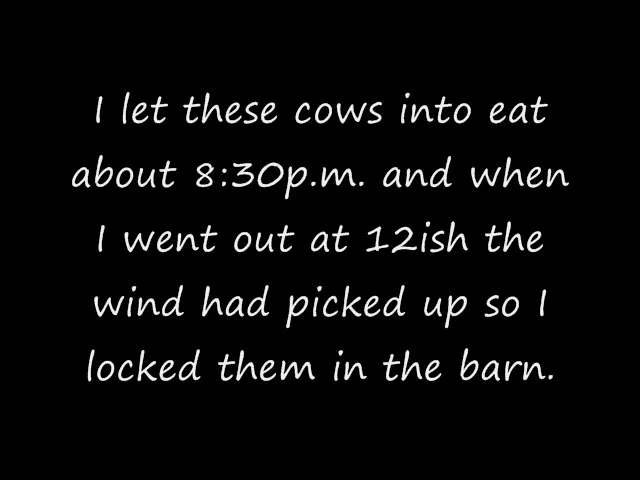 I let these cows into eat
about 8:30p.m. and when
I went out at 12ish the
wind had picked up so I
locked them in the barn.